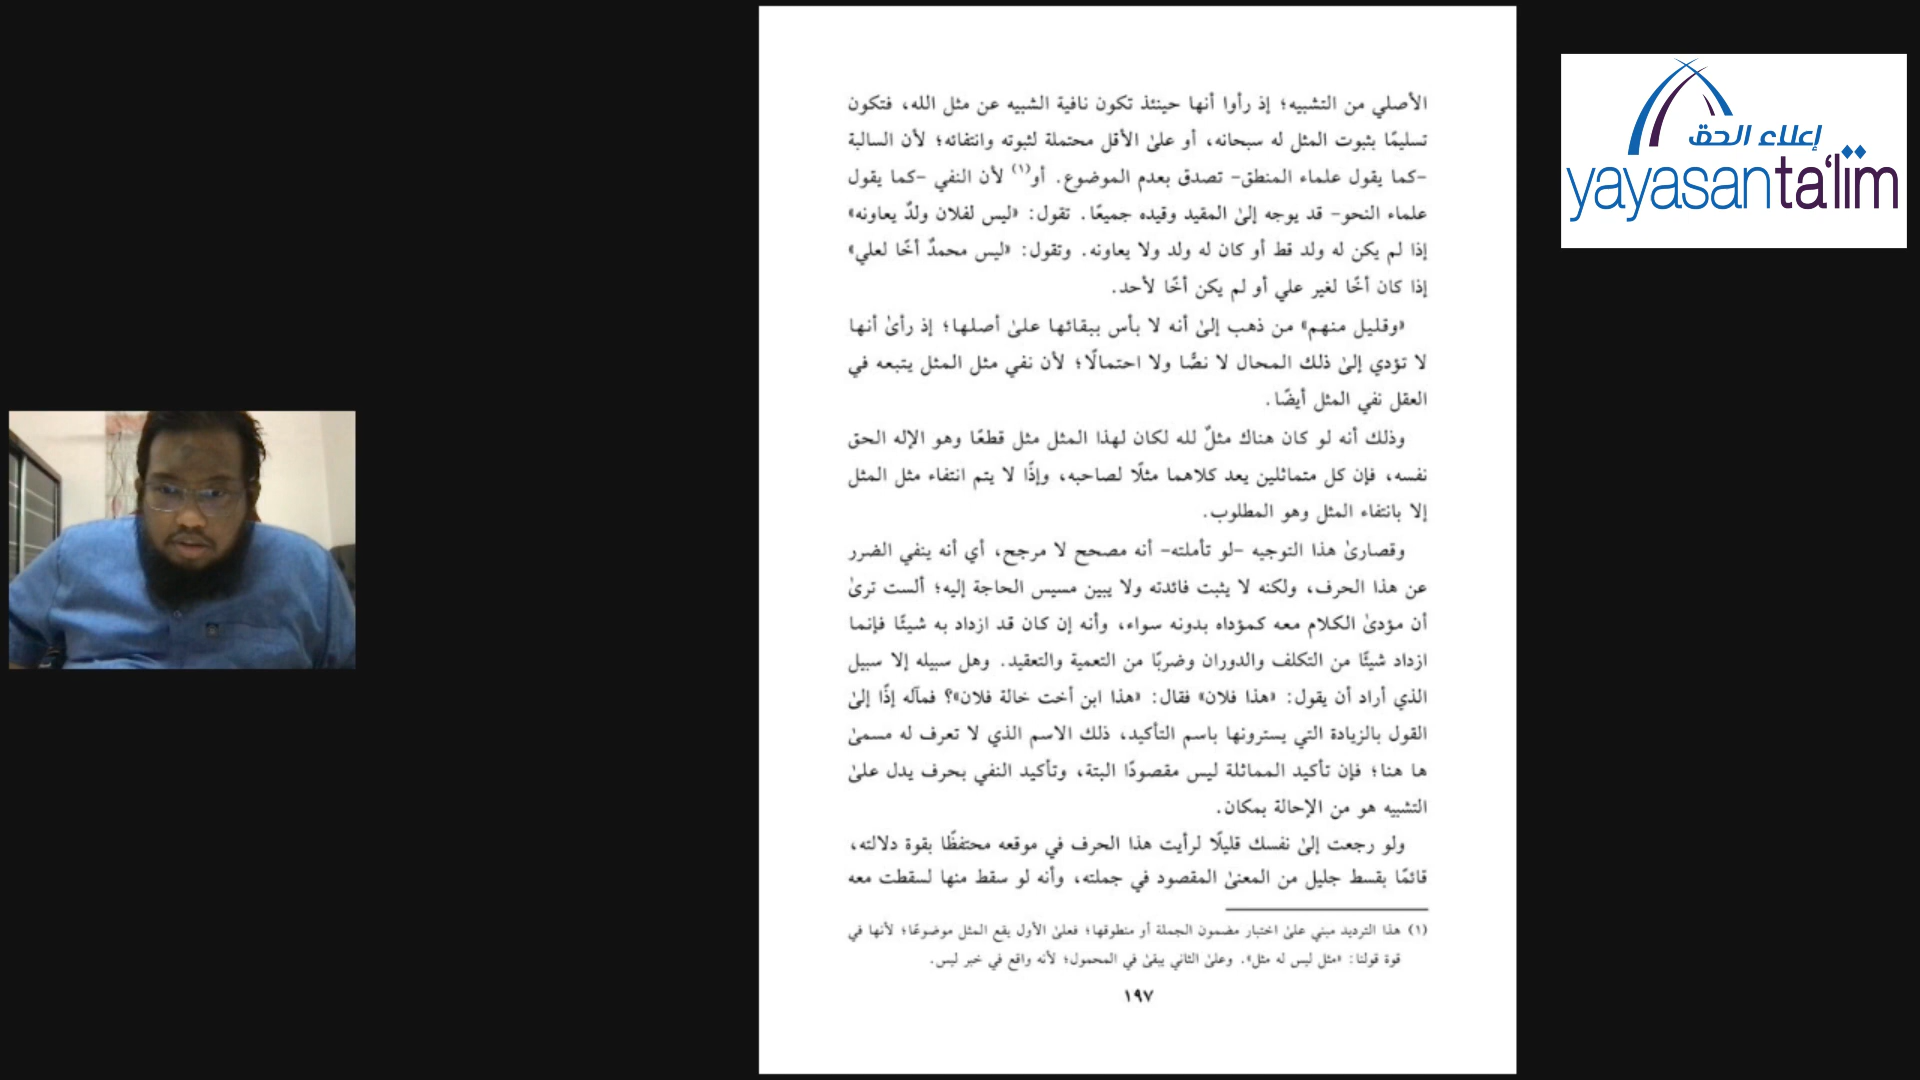 الأصلي من التشبيه؛ إذ رأوا أنها حينئذ تكون نافية الشبيه عن مثل الله، فتكون
تسليمًا بثبوت المثل له سبحانه، أو علىٰ الأقل محتملة لثبوته وانتفائه؛ لأن السالبة
-كما يقول علماء المنطق- تصدق بعدم الموضوع. أو(١) لأن النفي -كما يقول
علماء النحو- قد يوجه إلىٰ المقيد وقيده جميعًا. تقول: «ليس لفلان ولدٌ يعاونه»
إذا لم يكن له ولد قط أو كان له ولد ولا يعاونه. وتقول: «ليس محمدٌ أخًا لعلي»
إذا كان أخًا لغير علي أو لم يكن أخًا لأحد.
«وقليل منهم» من ذهب إلىٰ أنه لا بأس ببقائها علىٰ أصلها؛ إذ رأىٰ أنها
لا تؤدي إلىٰ ذلك المحال لا نصًّا ولا احتمالًا؛ لأن نفي مثل المثل يتبعه في
العقل نفي المثل أيضًا.
وذلك أنه لو كان هناك مثلٌ لله لكان لهذا المثل مثل قطعًا وهو الإله الحق
نفسه، فإن كل متماثلين يعد كلاهما مثلًا لصاحبه، وإذًا لا يتم انتفاء مثل المثل
إلا بانتفاء المثل وهو المطلوب.
وقصارىٰ هذا التوجيه -لو تأملته- أنه مصحح لا مرجح، أي أنه ينفي الضرر
عن هذا الحرف، ولكنه لا يثبت فائدته ولا يبين مسيس الحاجة إليه؛ ألست ترىٰ
أن مؤدىٰ الكلام معه كمؤداه بدونه سواء، وأنه إن كان قد ازداد به شيئًا فإنما
ازداد شيئًا من التكلف والدوران وضربًا من التعمية والتعقيد. وهل سبيله إلا سبيل
الذي أراد أن يقول: «هذا فلان» فقال: «هذا ابن أخت خالة فلان»؟ فمآله إذًا إلىٰ
القول بالزيادة التي يسترونها باسم التأكيد، ذلك الاسم الذي لا تعرف له مسمىٰ
ها هنا؛ فإن تأكيد المماثلة ليس مقصودًا البتة، وتأكيد النفي بحرف يدل علىٰ
التشبيه هو من الإحالة بمكان.
ولو رجعت إلىٰ نفسك قليلًا لرأيت هذا الحرف في موقعه محتفظًا بقوة دلالته،
قائمًا بقسط جليل من المعنىٰ المقصود في جملته، وأنه لو سقط منها لسقطت معه
(١) هذا الترديد مبني علىٰ اختبار مضمون الجملة أو منطوقها؛ فعلىٰ الأول يقع المثل موضوعًا؛ لأنها في
قوة قولنا: «مثل ليس له مثل». وعلىٰ الثاني يبقىٰ في المحمول؛ لأنه واقع في خبر ليس.
١٩٧
إعلاء الحق
yayasanta'lim